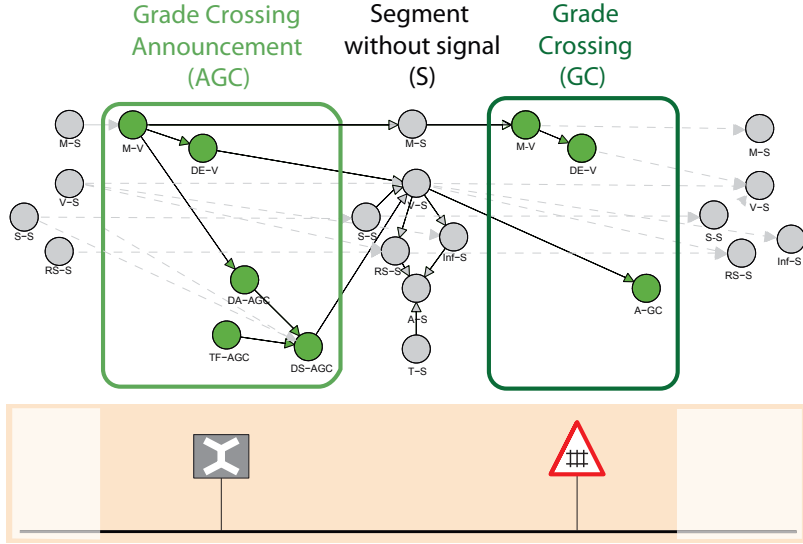 Grade Crossing
Announcement
(AGC)
Segment
without signal
(S)
Grade
Crossing
(GC)
M−S
M−V
DE−V
M−S
M−V
DE−V
M−S
V−S
V−S
V−S
S−S
S−S
S−S
RS−S
RS−S
Inf−S
RS−S
Inf−S
DA−AGC
A−S
A−GC
TF−AGC
DS−AGC
T−S